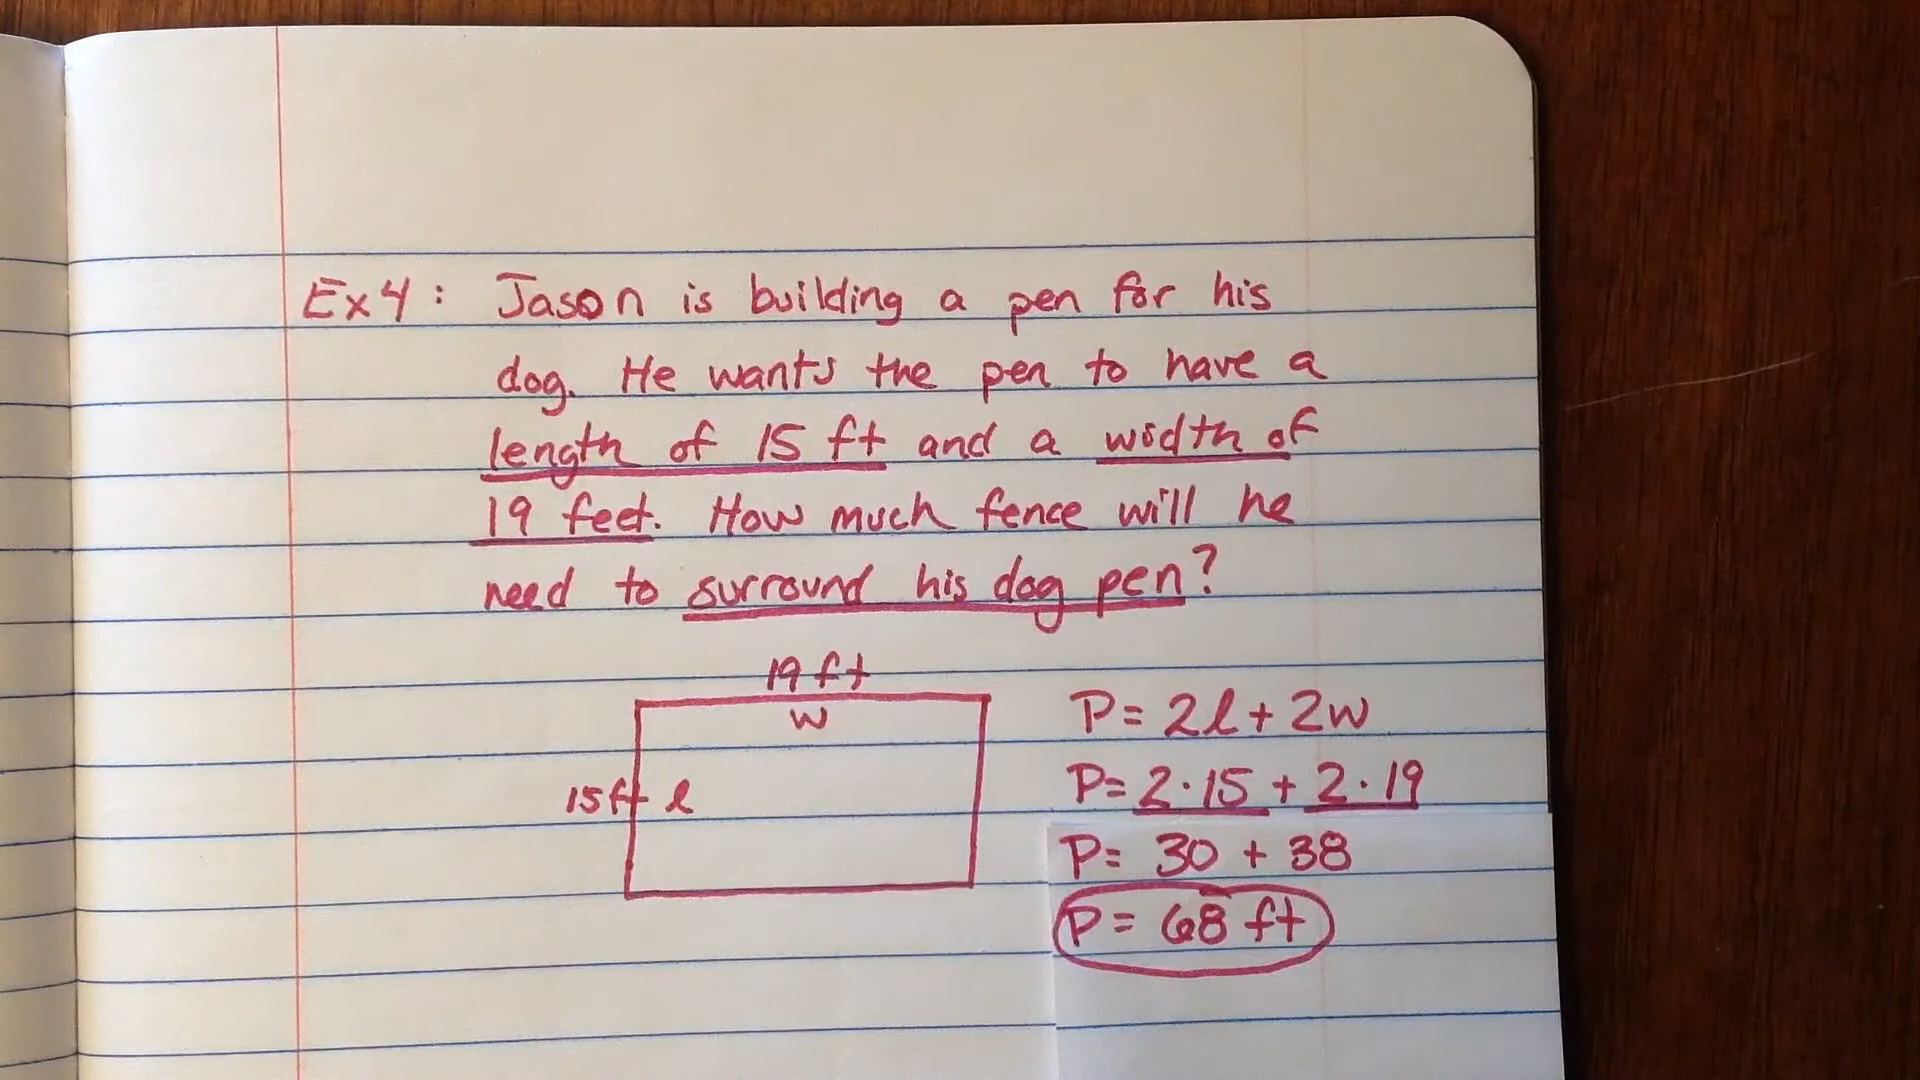 Ex 4: Jason is building a pen for his
dog. He wants the pen to have a
length of 15 ft and a width of
19 feet. How much fence will he
need to surround his dog pen?
19 ft
w
15 ft l
P = 2l + 2w
P = 2 · 15 + 2 · 19
P = 30 + 38
P = 68 ft